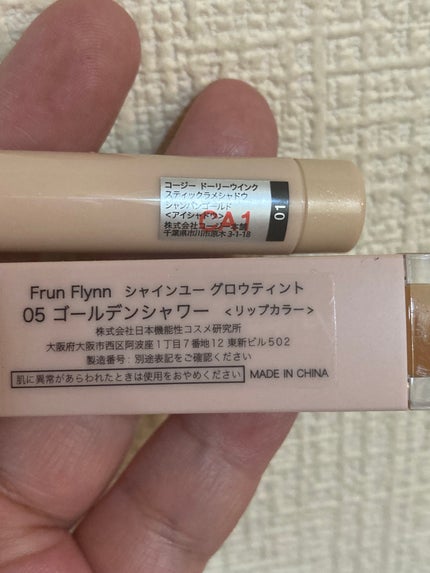 コージー ドーリーウインク
スティックラメシャドウ
シャンパンゴールド
<アイシャドウ>
CA1
株式会社コージー本舗
千葉県市川市原木 3-1-18
01
Frun Flynn シャインユー グロウティント
05 ゴールデンシャワー <リップカラー>
株式会社日本機能性コスメ研究所
大阪府大阪市西区阿波座1丁目7番地12 東新ビル502
製造番号:別途表記をご確認ください
肌に異常があらわれたときは使用をおやめください MADE IN CHINA